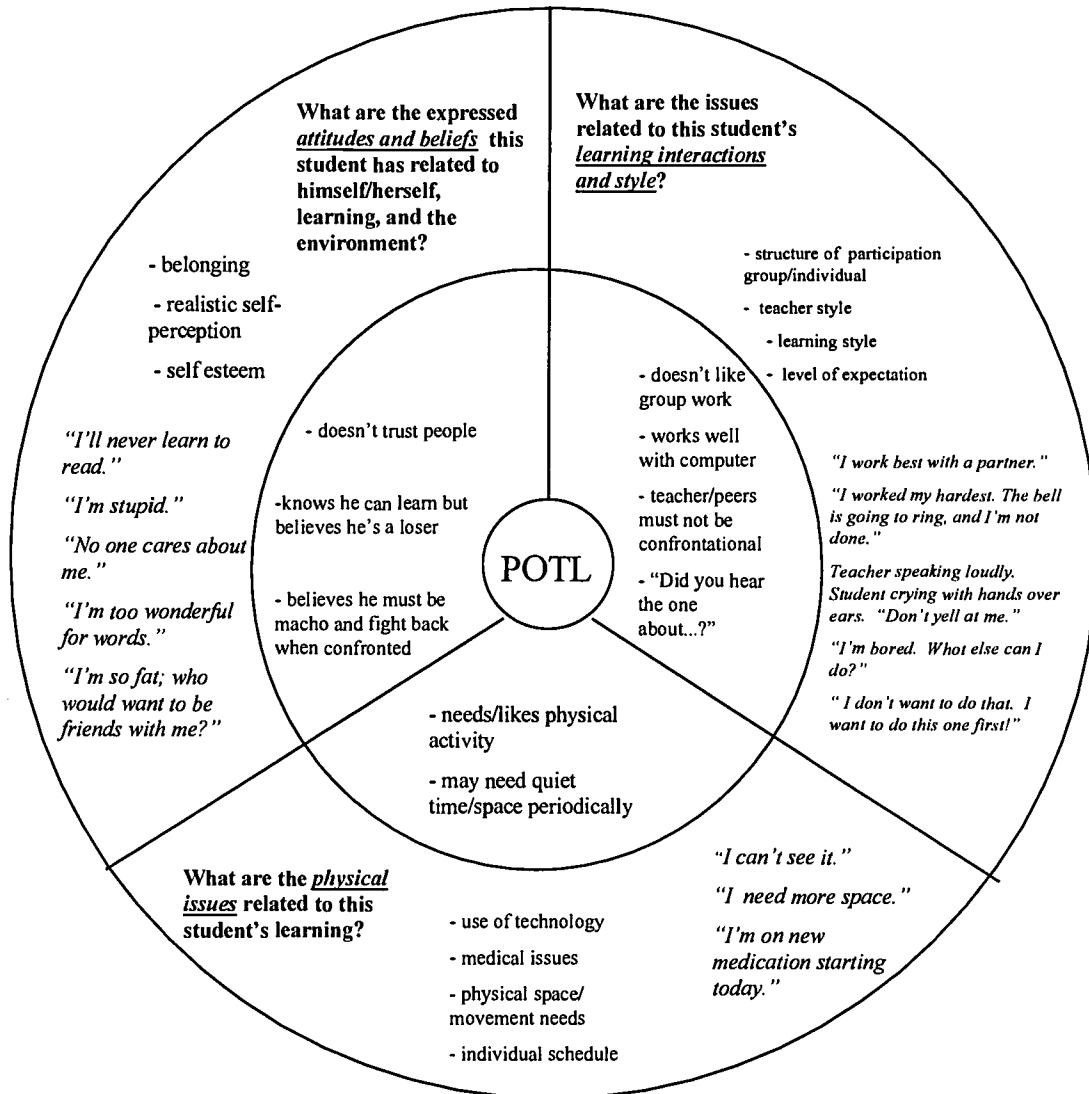 What are the expressed
attitudes and beliefs this
student has related to
himself/herself,
learning, and the
environment?
- belonging
- realistic self-
perception
- self esteem
"I'll never learn to
read."
"I'm stupid."
"No one cares about
me."
"I'm too wonderful
for words."
"I'm so fat; who
would want to be
friends with me?"
- doesn't trust people
-knows he can learn but
believes he's a loser
- believes he must be
macho and fight back
when confronted
What are the issues
related to this student's
learning interactions
and style?
- structure of participation
group/individual
- teacher style
- learning style
- level of expectation
- doesn't like
group work
- works well
with computer
- teacher/peers
must not be
confrontational
- "Did you hear
the one
about...?"
"I work best with a partner."
"I worked my hardest. The bell
is going to ring, and I'm not
done."
Teacher speaking loudly.
Student crying with hands over
ears. "Don't yell at me."
"I'm bored. Whot else can I
do?"
" I don't want to do that. I
want to do this one first!"
POTL
- needs/likes physical
activity
- may need quiet
time/space periodically
What are the physical
issues related to this
student's learning?
- use of technology
- medical issues
- physical space/
movement needs
- individual schedule
"I can't see it."
"I need more space."
"I'm on new
medication starting
today."